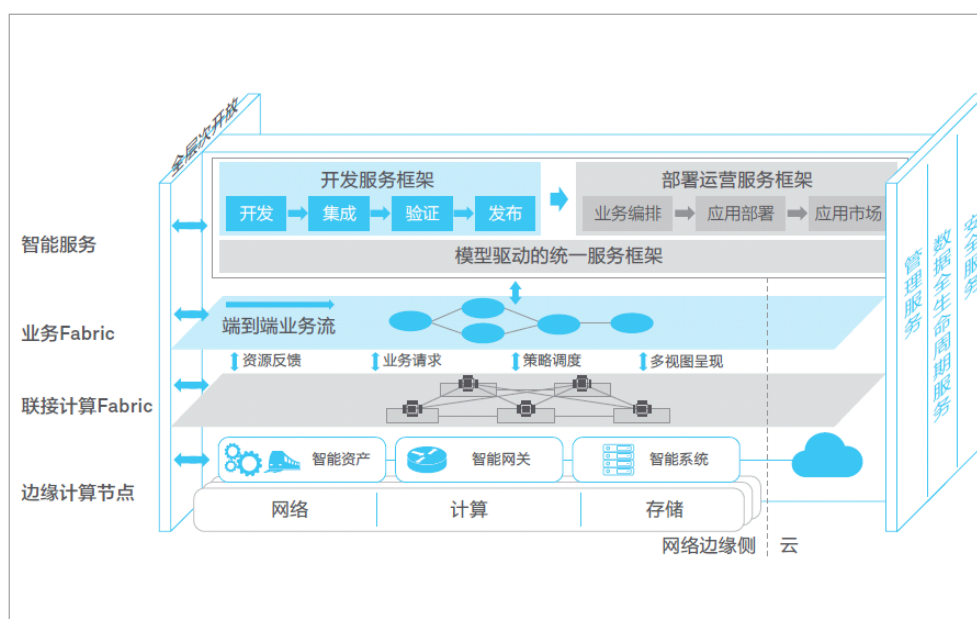 全层次开放
开发服务框架
部署运营服务框架
开发
集成
验证
发布
业务编排
应用部署
应用市场
智能服务
模型驱动的统一服务框架
管理服务
数据全生命周期服务
安全服务
业务Fabric
端到端业务流
资源反馈
业务请求
策略调度
多视图呈现
联接计算Fabric
智能资产
智能网关
智能系统
边缘计算节点
网络
计算
存储
网络边缘侧
云